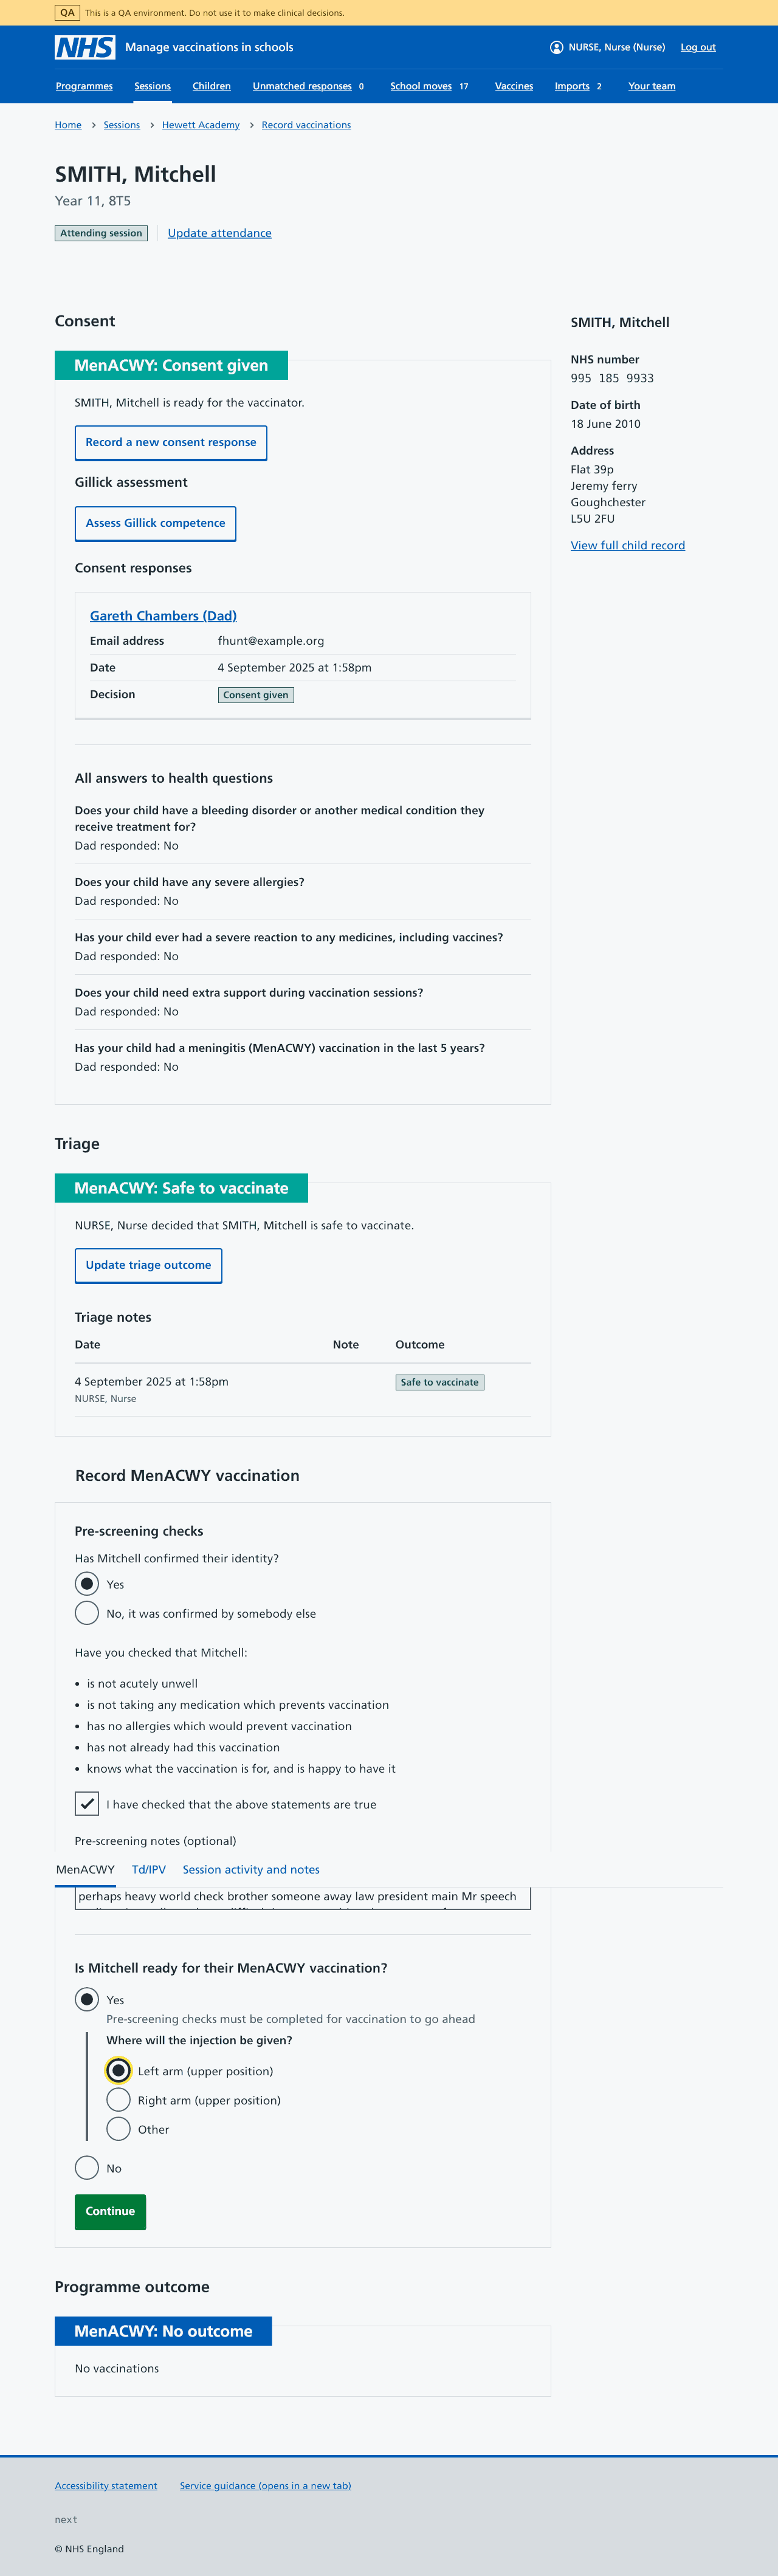 QA This is a QA environment. Do not use it to make clinical decisions.
NHS Manage vaccinations in schools NURSE, Nurse (Nurse) Log out
Programmes Sessions Children Unmatched responses 0 School moves 17 Vaccines Imports 2 Your team
Home Sessions Hewett Academy Record vaccinations
SMITH, Mitchell
Year 11, 8T5
Attending session Update attendance
Consent
MenACWY: Consent given
SMITH, Mitchell is ready for the vaccinator.
Record a new consent response
Gillick assessment
Assess Gillick competence
Consent responses
Gareth Chambers (Dad)
Email address fhunt@example.org
Date 4 September 2025 at 1:58pm
Decision Consent given
All answers to health questions
Does your child have a bleeding disorder or another medical condition they
receive treatment for?
Dad responded: No
Does your child have any severe allergies?
Dad responded: No
Has your child ever had a severe reaction to any medicines, including vaccines?
Dad responded: No
Does your child need extra support during vaccination sessions?
Dad responded: No
Has your child had a meningitis (MenACWY) vaccination in the last 5 years?
Dad responded: No
SMITH, Mitchell
NHS number
995 185 9933
Date of birth
18 June 2010
Address
Flat 39p
Jeremy ferry
Goughchester
L5U 2FU
View full child record
Triage
MenACWY: Safe to vaccinate
NURSE, Nurse decided that SMITH, Mitchell is safe to vaccinate.
Update triage outcome
Triage notes
Date Note Outcome
4 September 2025 at 1:58pm Safe to vaccinate
NURSE, Nurse
Record MenACWY vaccination
Pre-screening checks
Has Mitchell confirmed their identity?
Yes
No, it was confirmed by somebody else
Have you checked that Mitchell:
is not acutely unwell
is not taking any medication which prevents vaccination
has no allergies which would prevent vaccination
has not already had this vaccination
knows what the vaccination is for, and is happy to have it
I have checked that the above statements are true
Pre-screening notes (optional)
MenACWY Td/IPV Session activity and notes
perhaps heavy world check brother someone away law president main Mr speech
Is Mitchell ready for their MenACWY vaccination?
Yes
Pre-screening checks must be completed for vaccination to go ahead
Where will the injection be given?
Left arm (upper position)
Right arm (upper position)
Other
No
Continue
Programme outcome
MenACWY: No outcome
No vaccinations
Accessibility statement Service guidance (opens in a new tab)
next
© NHS England